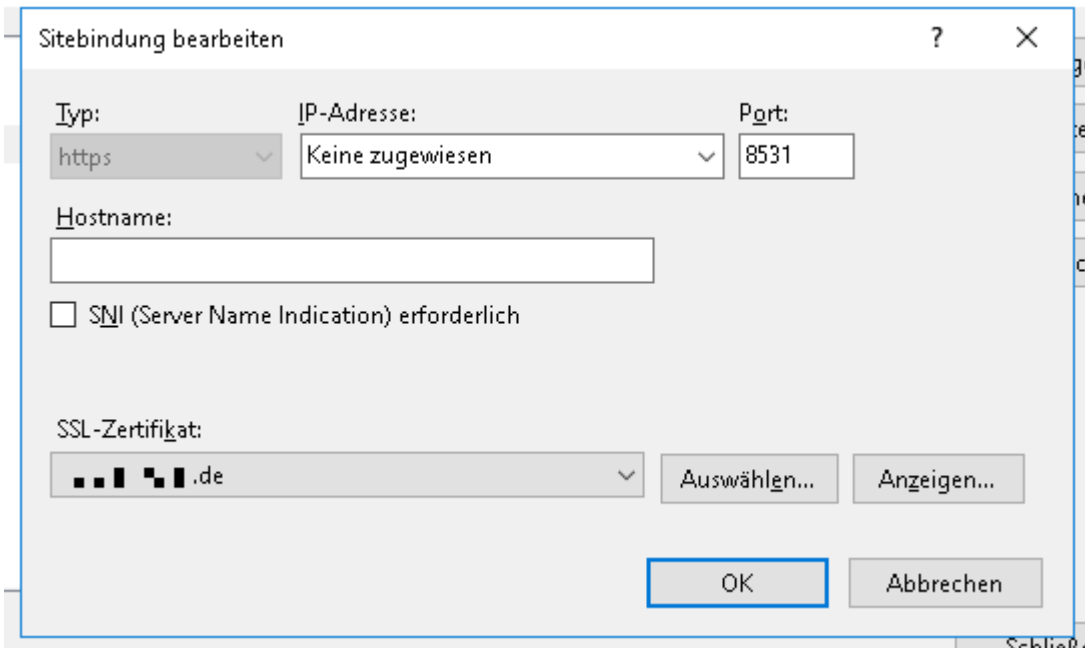 Sitebindung bearbeiten
Typ:
IP-Adresse:
Port:
https
Keine zugewiesen
8531
Hostname:
SNI (Server Name Indication) erforderlich
SSL-Zertifikat:
.de
Auswählen...
Anzeigen...
OK
Abbrechen